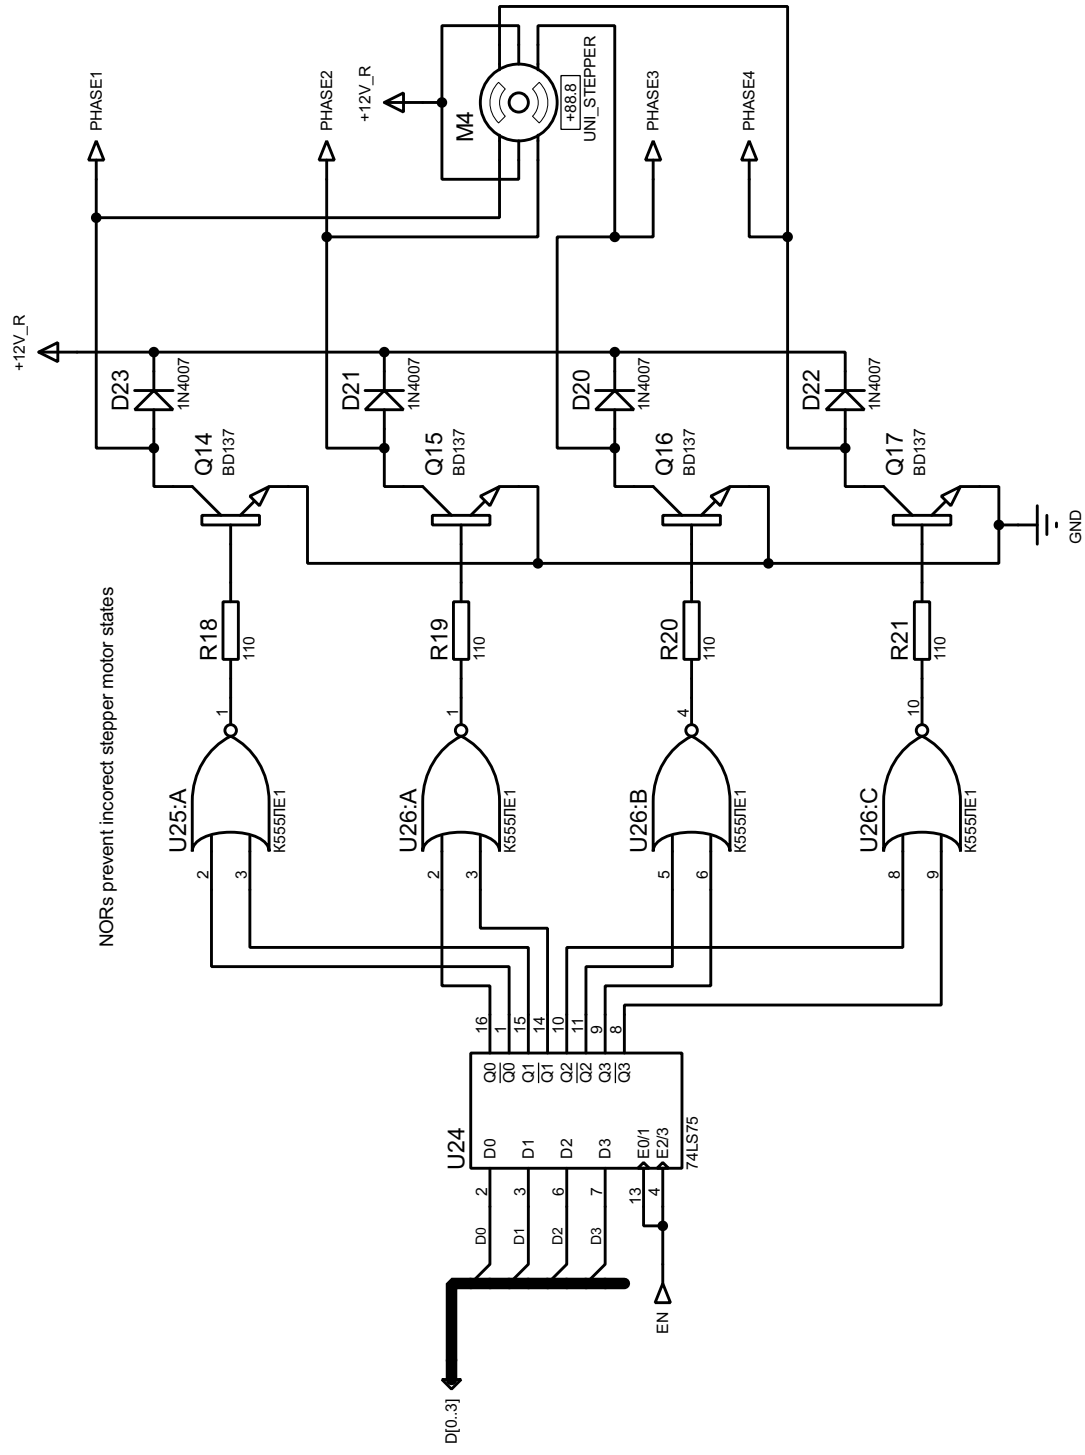 NORs prevent incorect stepper motor states
D[0..3]
EN
D0
D1
D2
D3
2
3
6
7
13
4
U24
D0
D1
D2
D3
E0/1
E2/3
Q0
Q0
Q1
Q1
Q2
Q2
Q3
Q3
74LS75
16
1
15
14
10
11
9
8
U25:A
2
3
1
К555ЛЕ1
U26:A
2
3
1
К555ЛЕ1
U26:B
5
6
4
К555ЛЕ1
U26:C
8
9
10
К555ЛЕ1
R18
110
R19
110
R20
110
R21
110
Q14
BD137
Q15
BD137
Q16
BD137
Q17
BD137
GND
D23
1N4007
D21
1N4007
D20
1N4007
D22
1N4007
+12V_R
PHASE1
PHASE2
+12V_R
M4
+88.8
UNI_STEPPER
PHASE3
PHASE4